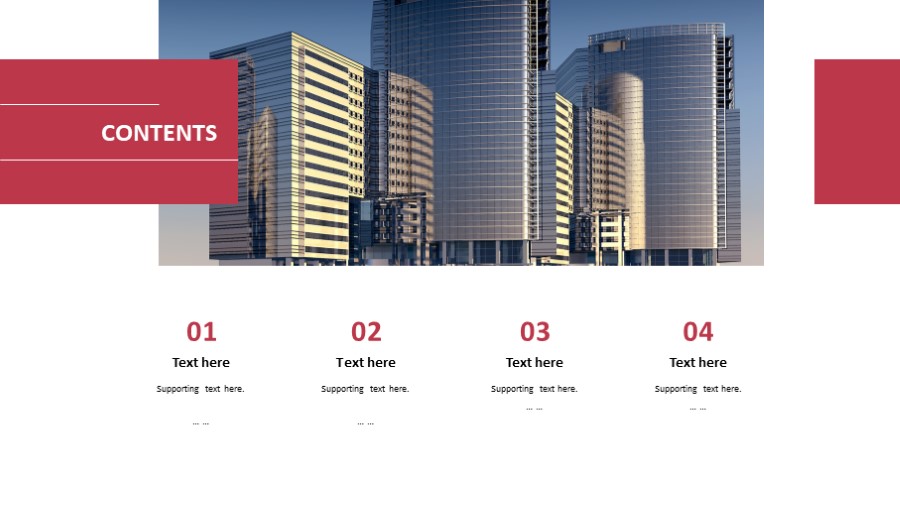 CONTENTS
01
Text here
Supporting text here.
... ...
02
Text here
Supporting text here.
... ...
03
Text here
Supporting text here.
... ...
04
Text here
Supporting text here.
... ...